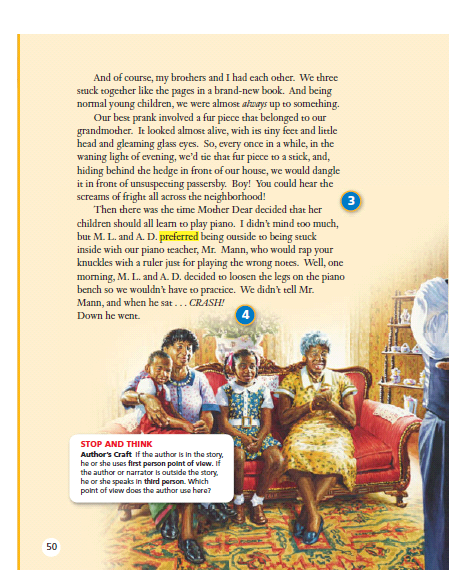 And of course, my brothers and I had each other. We three
stuck together like the pages in a brand-new book. And being
normal young children, we were almost always up to something.
Our best prank involved a fur piece that belonged to our
grandmother. It looked almost alive, with its tiny feet and little
head and gleaming glass eyes. So, every once in a while, in the
waning light of evening, we'd tie that fur piece to a stick, and,
hiding behind the hedge in front of our house, we would dangle
it in front of unsuspecting passersby. Boy! You could hear the
screams of fright all across the neighborhood!
3
Then there was the time Mother Dear decided that her
children should all learn to play piano. I didn't mind too much,
but M. L. and A. D. preferred being outside to being stuck
inside with our piano teacher, Mr. Mann, who would rap your
knuckles with a ruler just for playing the wrong notes. Well, one
morning, M. L. and A. D. decided to loosen the legs on the piano
bench so we wouldn't have to practice. We didn't tell Mr.
Mann, and when he sat . . . CRASH!
4
Down he went.
STOP AND THINK
Author's Craft If the author is in the story,
he or she uses first person point of view. If
the author or narrator is outside the story,
he or she speaks in third person. Which
point of view does the author use here?
50